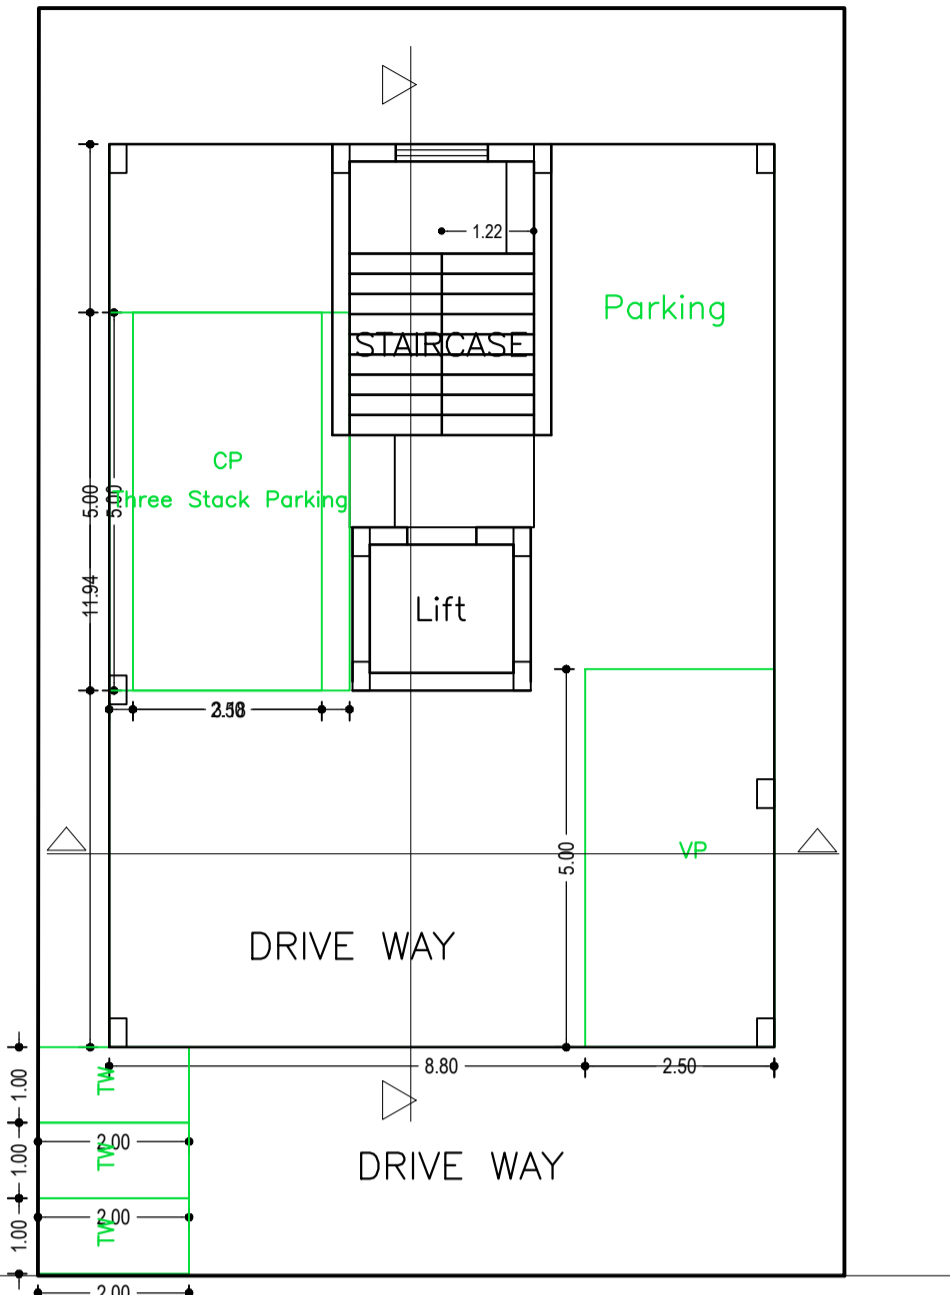 1.22
Parking
STAIRCASE
CP
Three Stack Parking
5.00
5.00
11.94
Lift
2.50
5.00
VP
DRIVE WAY
8.80
2.50
1.00
TW
2.00
1.00
TW
DRIVE WAY
2.00
1.00
TW
2.00